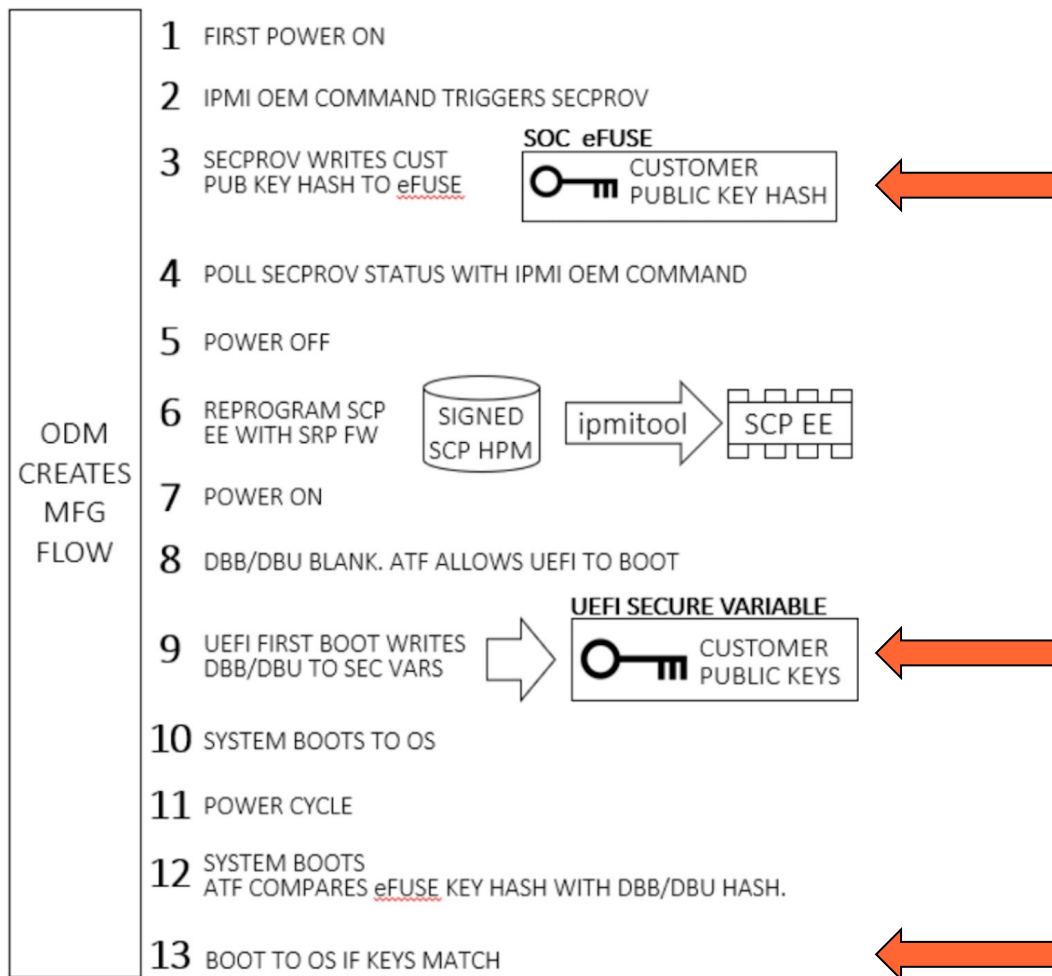 ODM
CREATES
MFG
FLOW
1 FIRST POWER ON
2 IPMI OEM COMMAND TRIGGERS SECPROV
3 SECPROV WRITES CUST
PUB KEY HASH TO eFUSE
SOC eFUSE
CUSTOMER
PUBLIC KEY HASH
4 POLL SECPROV STATUS WITH IPMI OEM COMMAND
5 POWER OFF
6 REPROGRAM SCP
EE WITH SRP FW
SIGNED
SCP HPM
ipmitool
SCP EE
7 POWER ON
8 DBB/DBU BLANK. ATF ALLOWS UEFI TO BOOT
9 UEFI FIRST BOOT WRITES
DBB/DBU TO SEC VARS
UEFI SECURE VARIABLE
CUSTOMER
PUBLIC KEYS
10 SYSTEM BOOTS TO OS
11 POWER CYCLE
12 SYSTEM BOOTS
ATF COMPARES eFUSE KEY HASH WITH DBB/DBU HASH.
13 BOOT TO OS IF KEYS MATCH